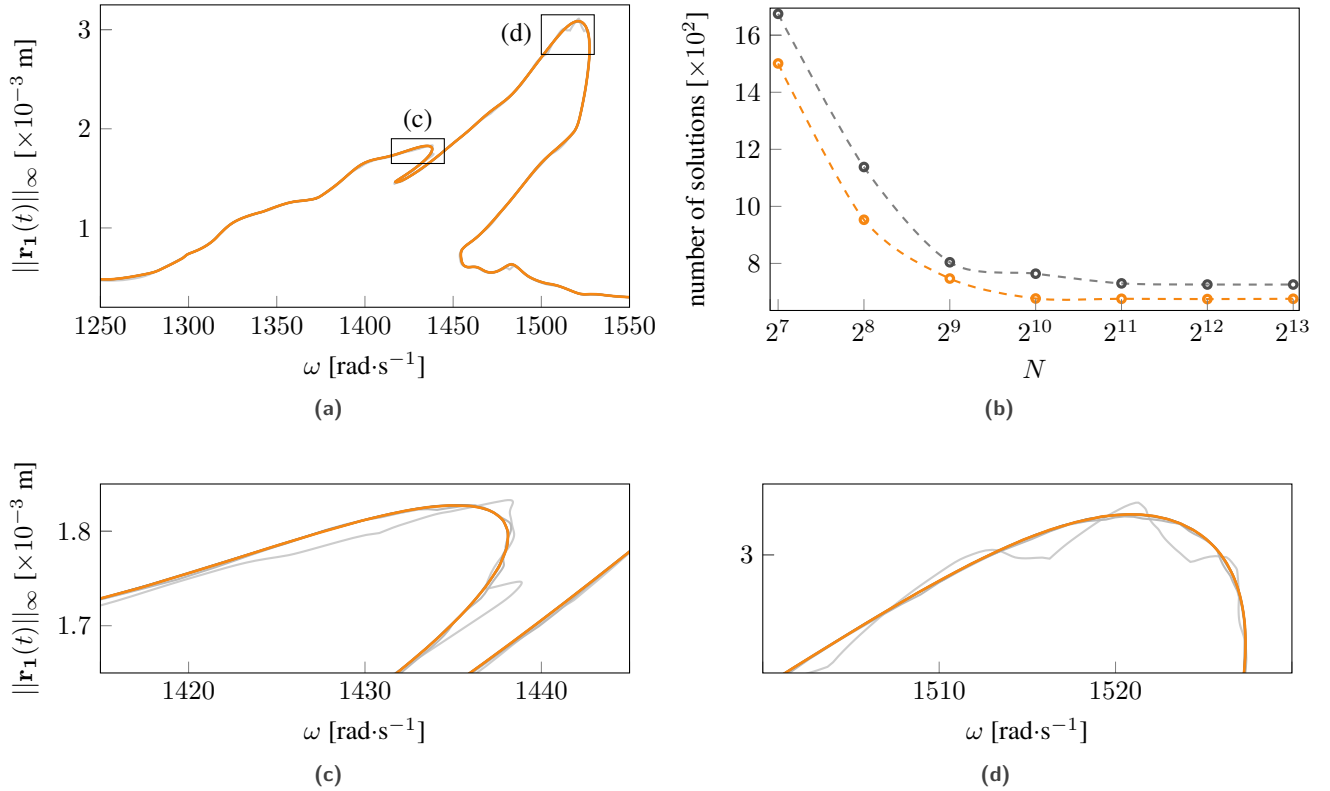 3
2
1
||r₁(t)||∞ [×10⁻³ m]
(c)
(d)
1250 1300 1350 1400 1450 1500 1550
ω [rad·s⁻¹]
(a)
16
14
12
10
8
number of solutions [×10²]
2⁷ 2⁸ 2⁹ 2¹⁰ 2¹¹ 2¹² 2¹³
N
(b)
1.8
1.7
||r₁(t)||∞ [×10⁻³ m]
1420 1430 1440
ω [rad·s⁻¹]
(c)
3
1510 1520
ω [rad·s⁻¹]
(d)